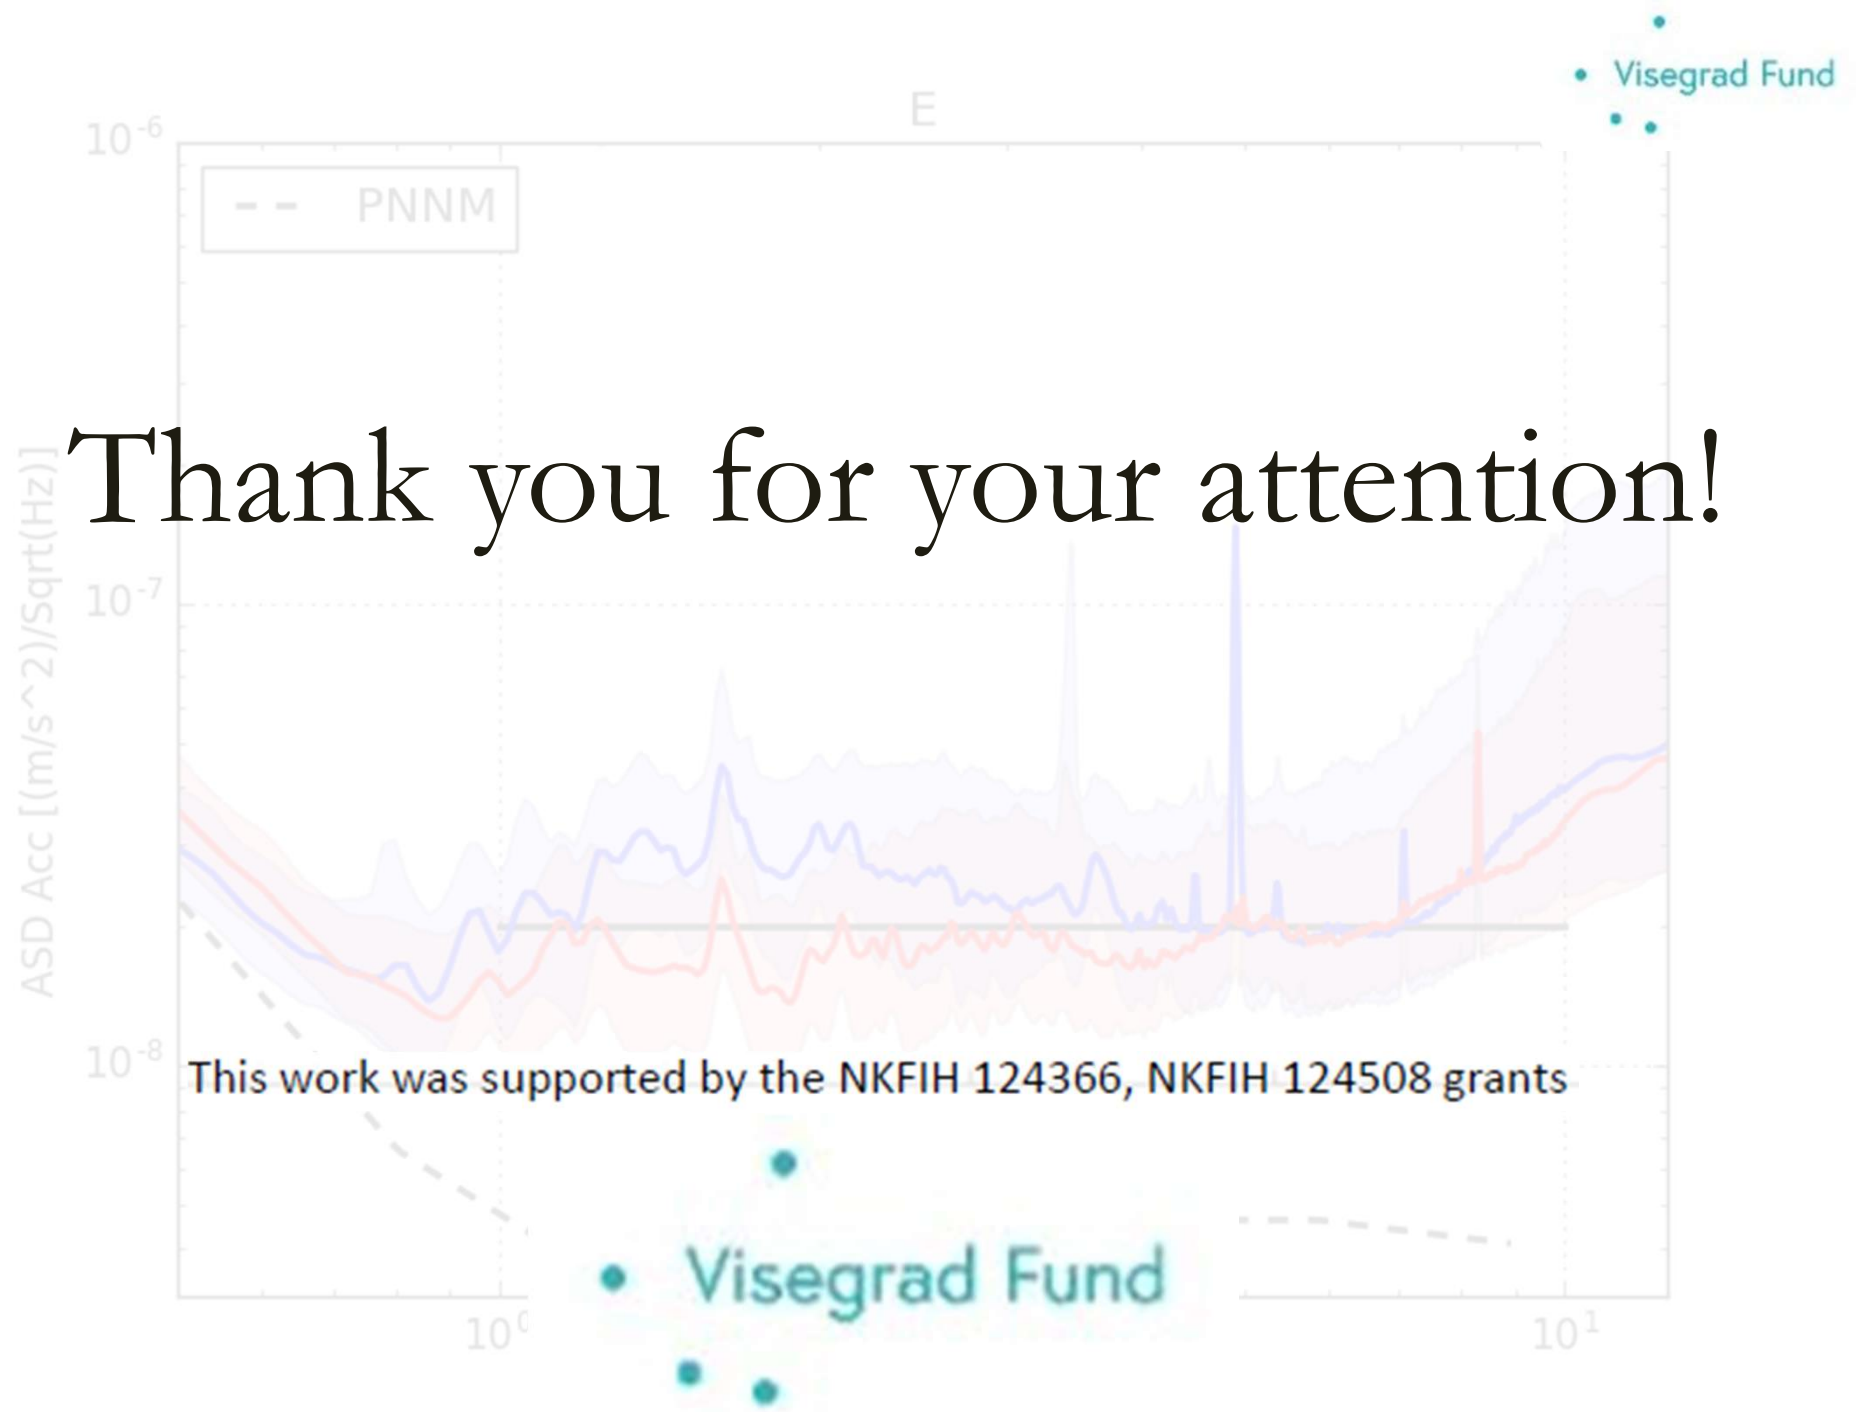 Visegrad Fund
E
10^-6
PNNM
Thank you for your attention!
ASD Acc [(m/s^2)/Sqrt(Hz)]
10^-7
10^-8
This work was supported by the NKFIH 124366, NKFIH 124508 grants
Visegrad Fund
10^0
10^1